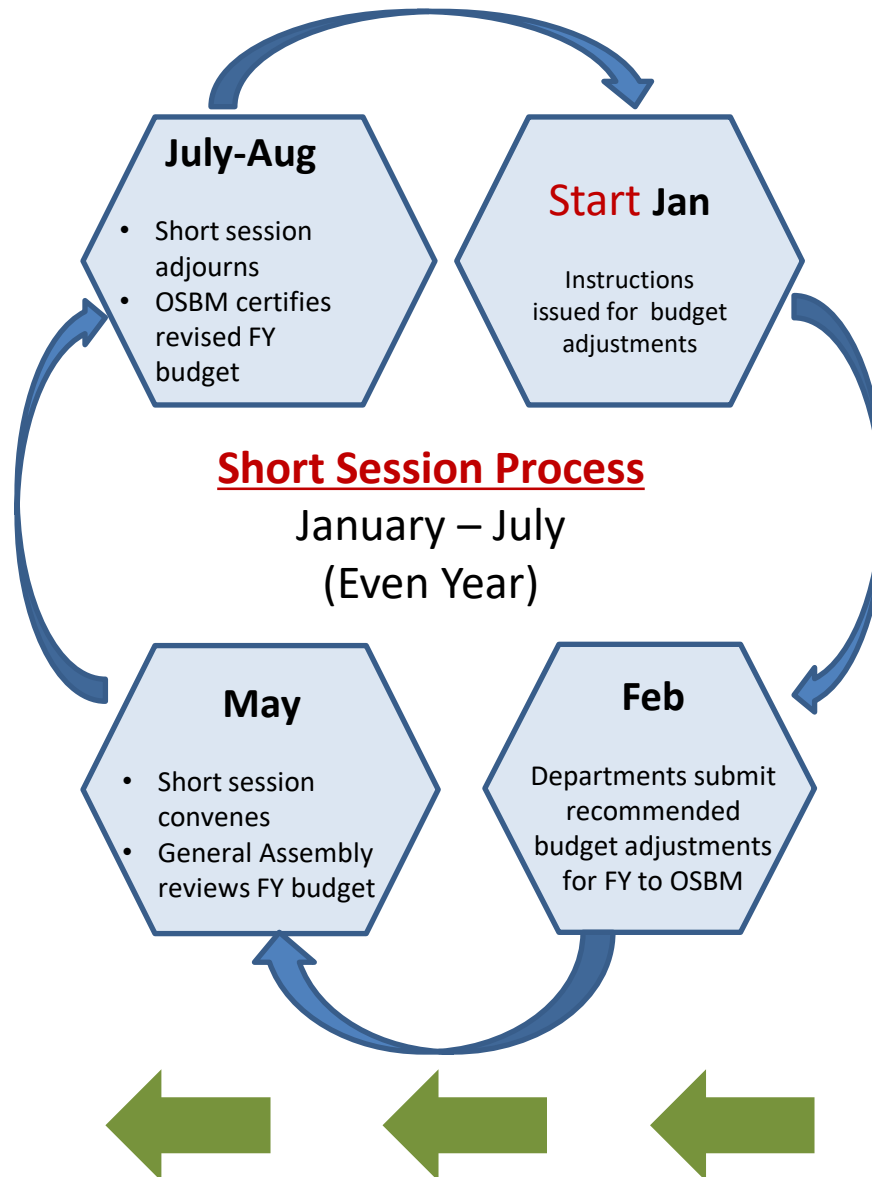 July-Aug
• Short session
adjourns
• OSBM certifies
revised FY
budget
Start Jan
Instructions
issued for budget
adjustments
Short Session Process
January – July
(Even Year)
May
• Short session
convenes
• General Assembly
reviews FY budget
Feb
Departments submit
recommended
budget adjustments
for FY to OSBM